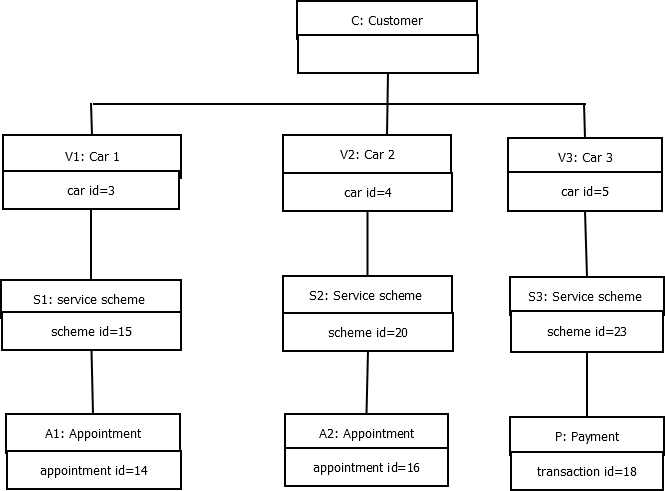 C: Customer
V1: Car 1
car id=3
V2: Car 2
car id=4
V3: Car 3
car id=5
S1: service scheme
scheme id=15
S2: Service scheme
scheme id=20
S3: Service scheme
scheme id=23
A1: Appointment
appointment id=14
A2: Appointment
appointment id=16
P: Payment
transaction id=18